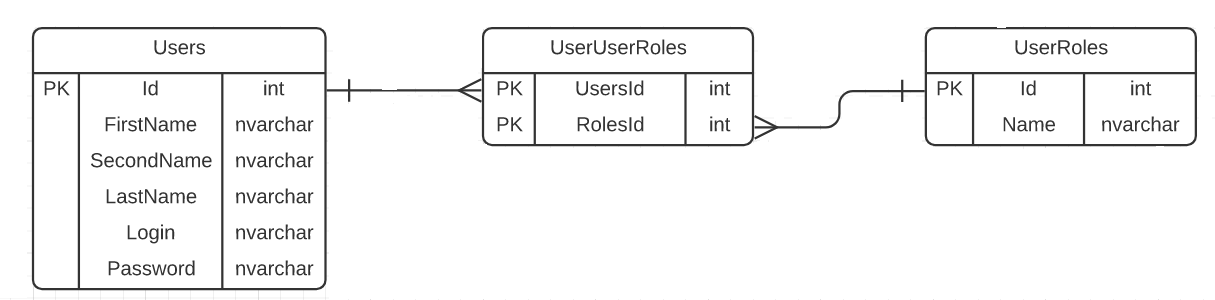 Users
PK Id int
FirstName nvarchar
SecondName nvarchar
LastName nvarchar
Login nvarchar
Password nvarchar
UserUserRoles
PK UsersId int
PK RolesId int
UserRoles
PK Id int
Name nvarchar